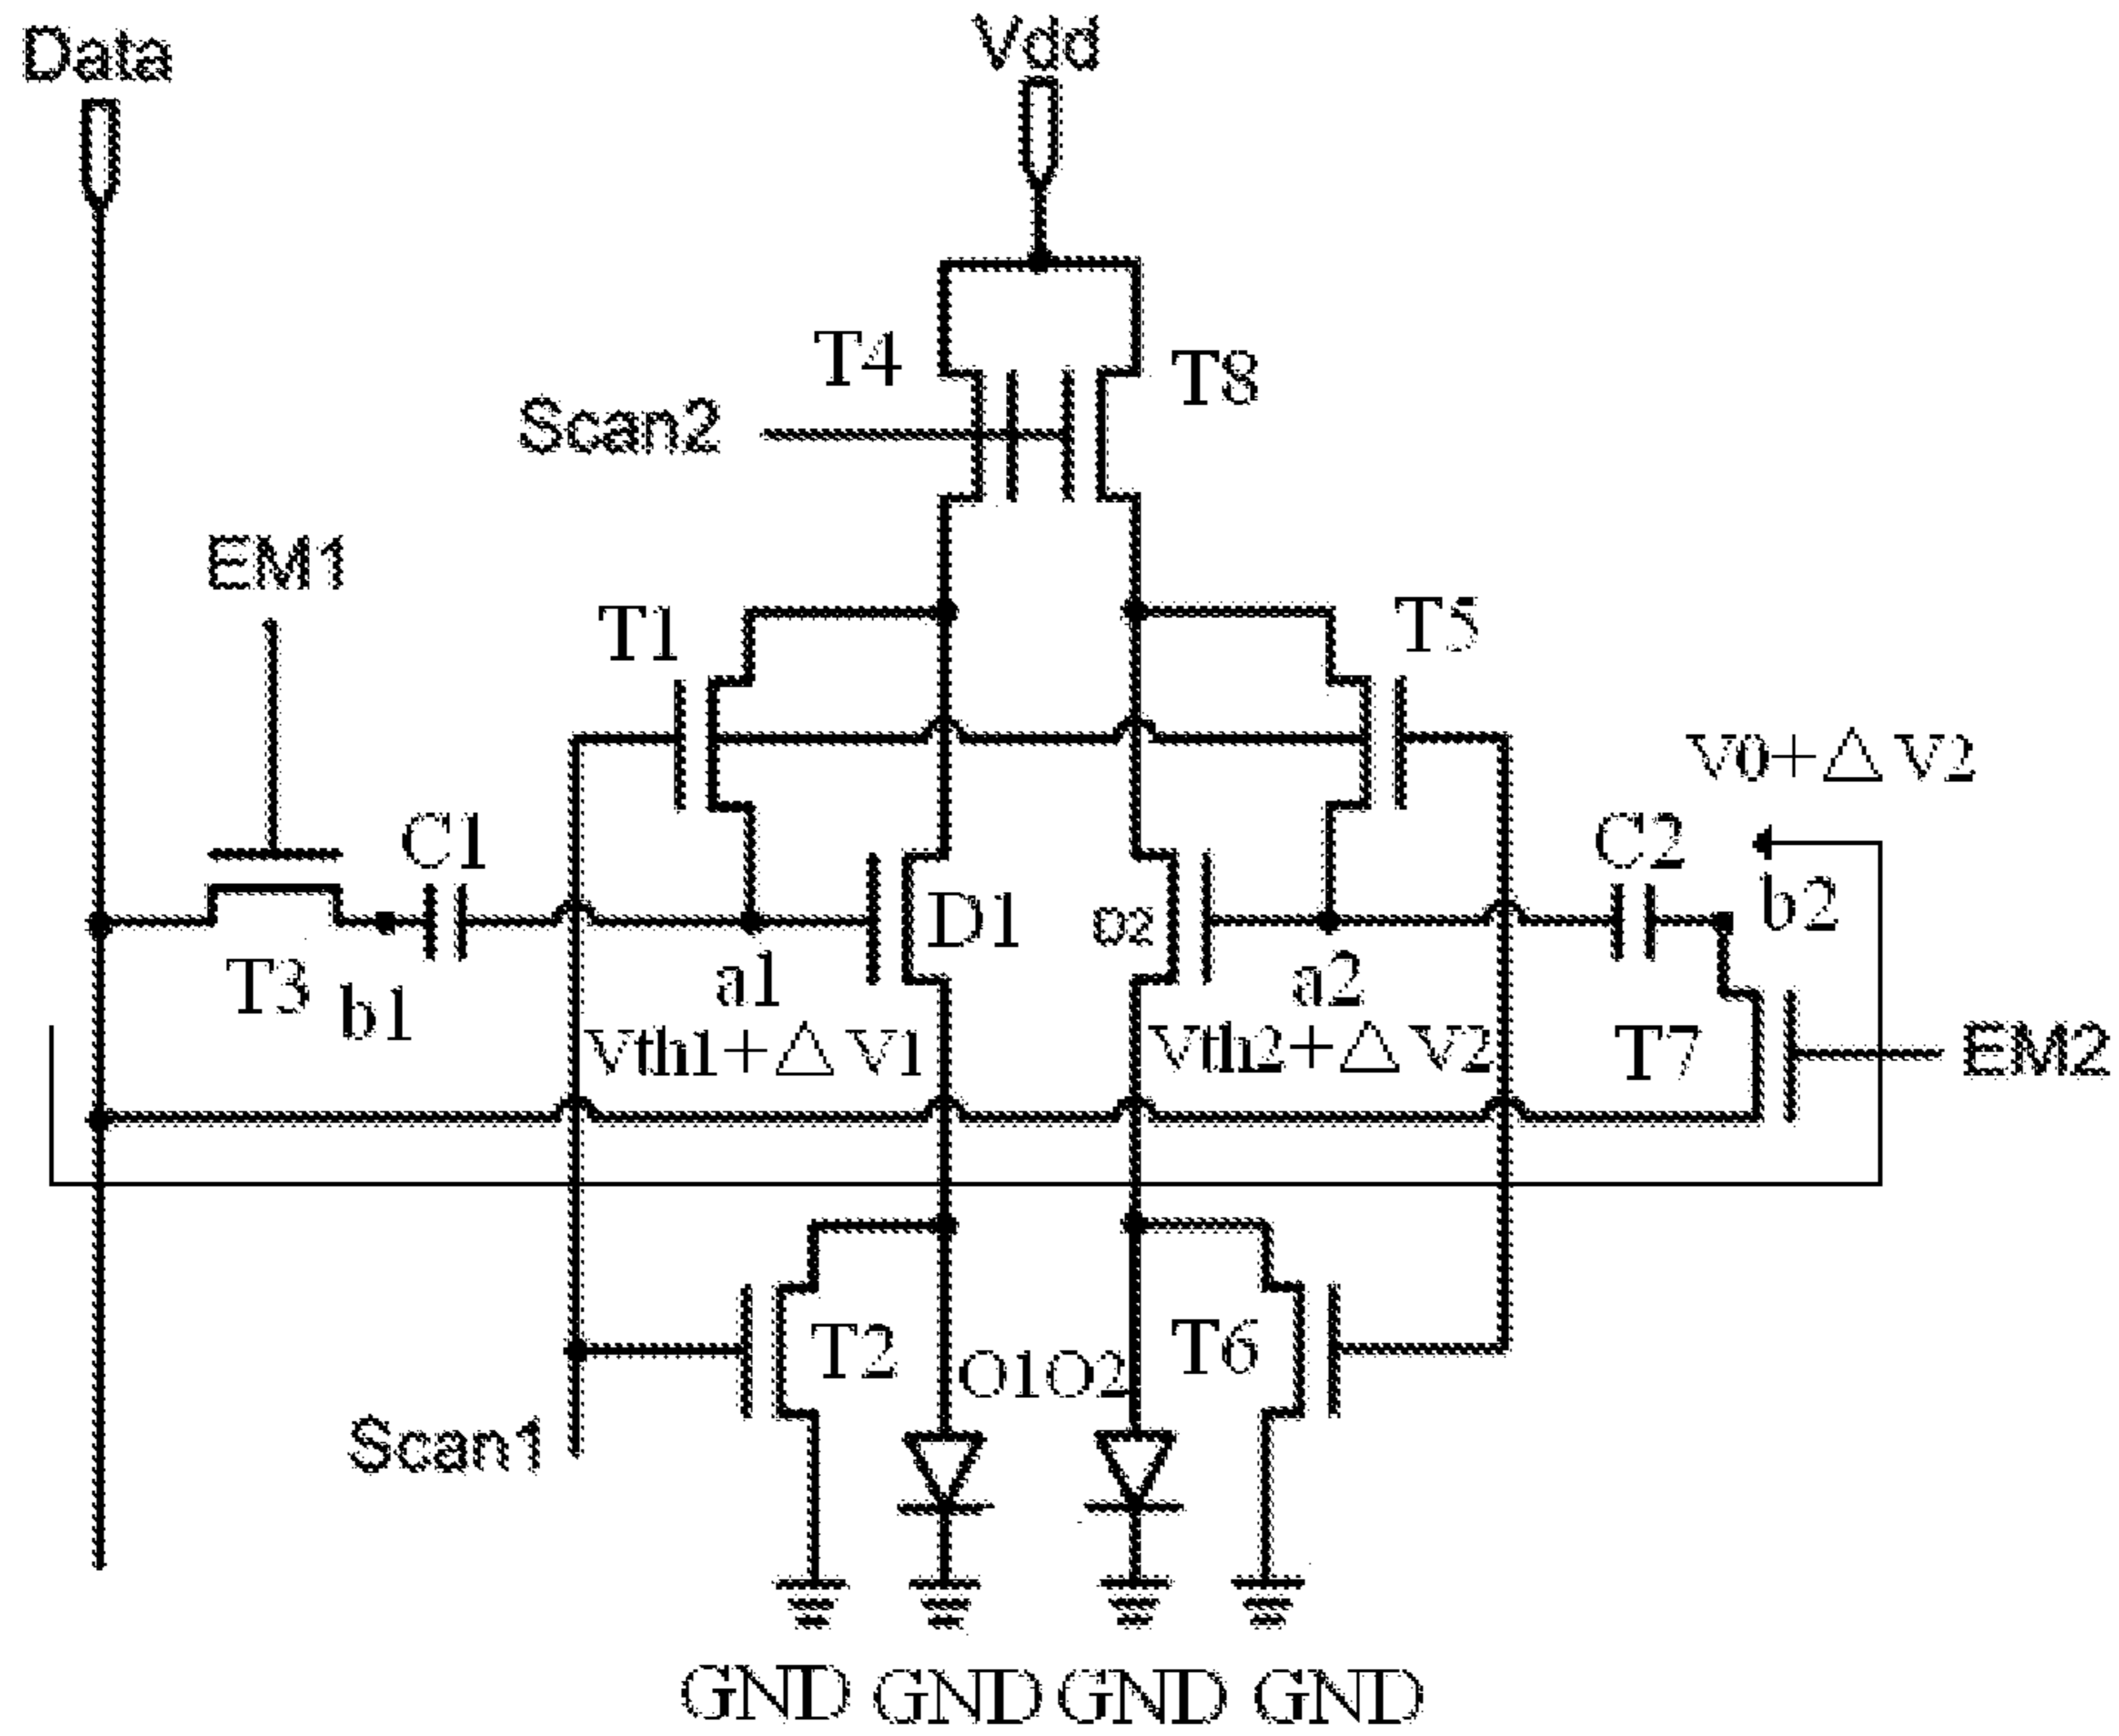 Data
Vdd
T4
T8
Scan2
EM1
T1
T5
V0+△V2
C1
C2
b2
D1
D2
T3
b1
a1
a2
Vth1+△V1
Vth2+△V2
T7
EM2
T2
O1O2
T6
Scan1
GND GND GND GND